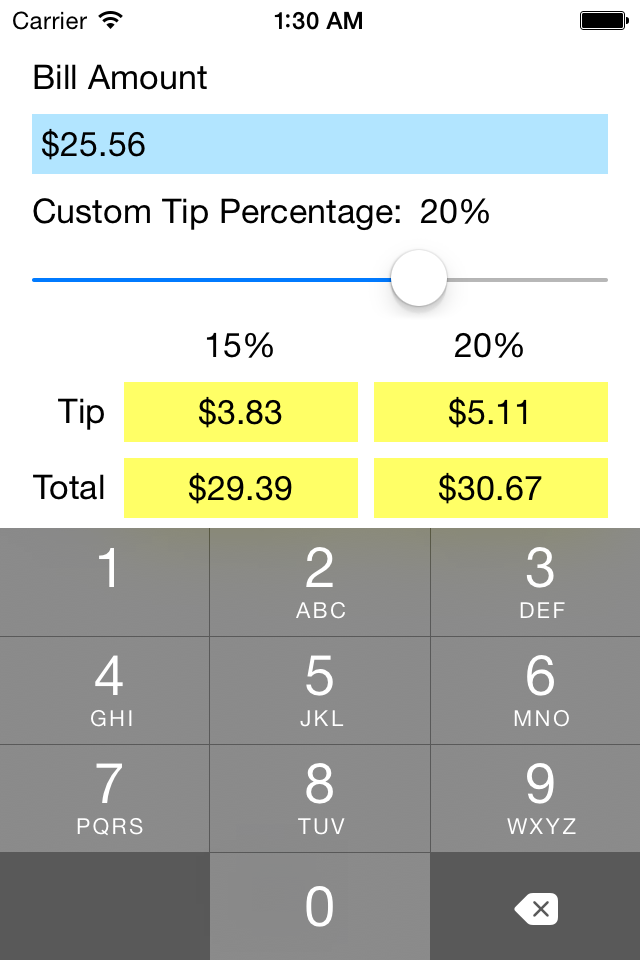 Carrier 1:30 AM
Bill Amount
$25.56
Custom Tip Percentage: 20%
15% 20%
Tip $3.83 $5.11
Total $29.39 $30.67
1 2 3
ABC DEF
4 5 6
GHI JKL MNO
7 8 9
PQRS TUV WXYZ
0